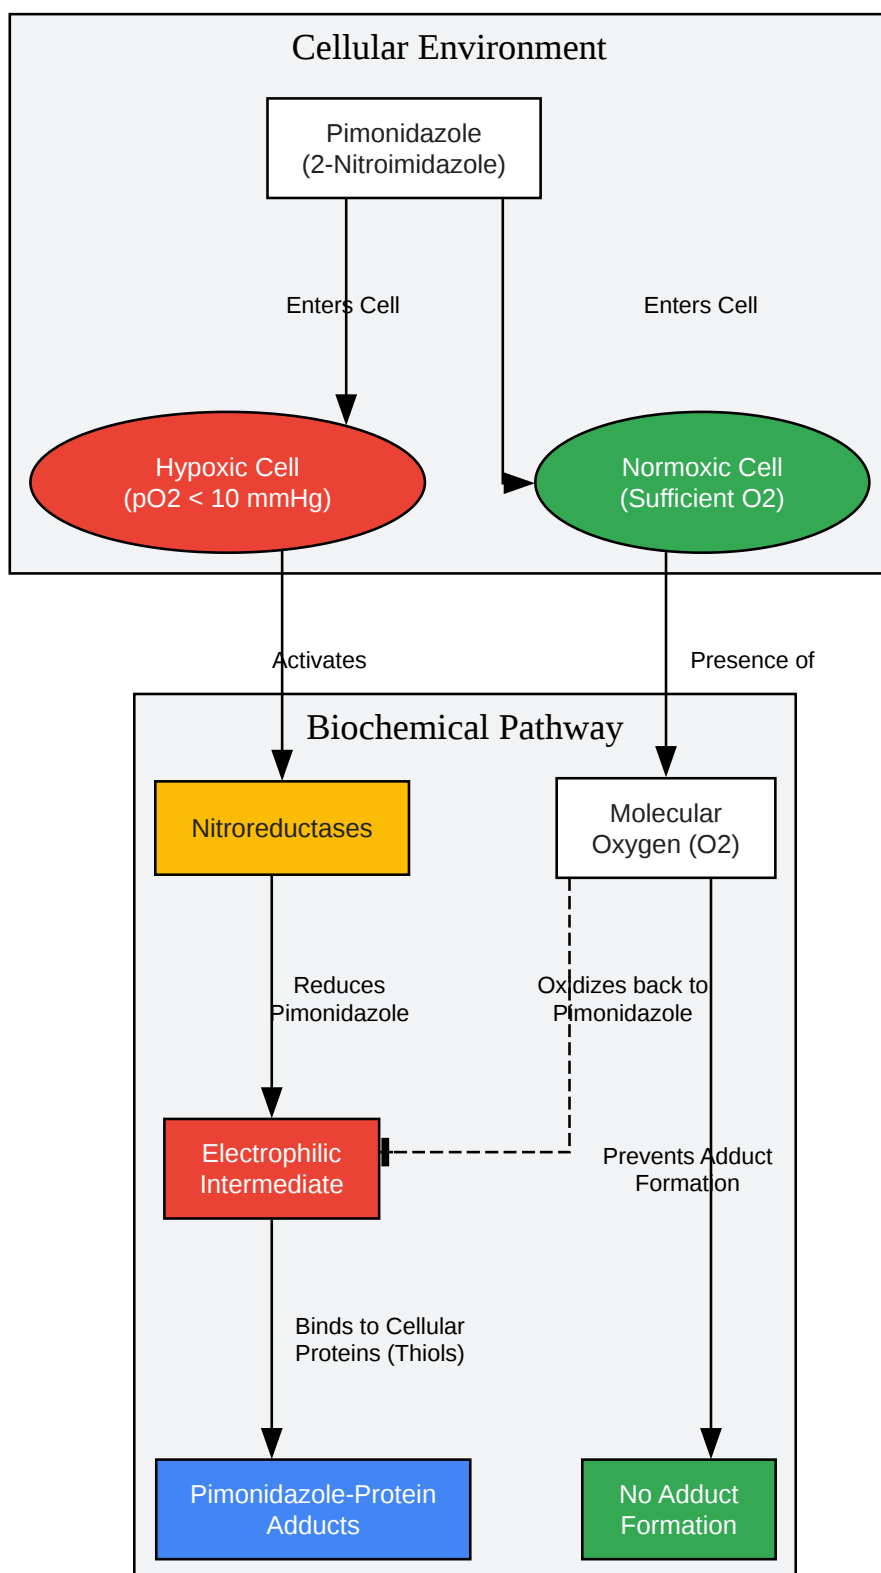 Cellular Environment
Pimonidazole
(2-Nitroimidazole)
Enters Cell
Enters Cell
Hypoxic Cell
(pO2 < 10 mmHg)
Normoxic Cell
(Sufficient O2)
Activates
Presence of
Biochemical Pathway
Nitroreductases
Molecular
Oxygen (O2)
Reduces
Pimonidazole
Oxidizes back to
Pimonidazole
Electrophilic
Intermediate
Prevents Adduct
Formation
Binds to Cellular
Proteins (Thiols)
Pimonidazole-Protein
Adducts
No Adduct
Formation